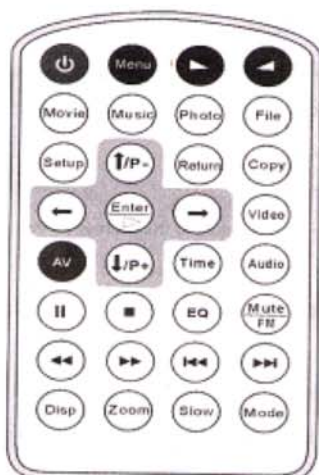 Menu
Movie Music Photo File
Setup ↑/P- Return Copy
← Enter → Video
AV ↓/P+ Time Audio
EQ Mute
FM
Disp Zoom Slow Mode